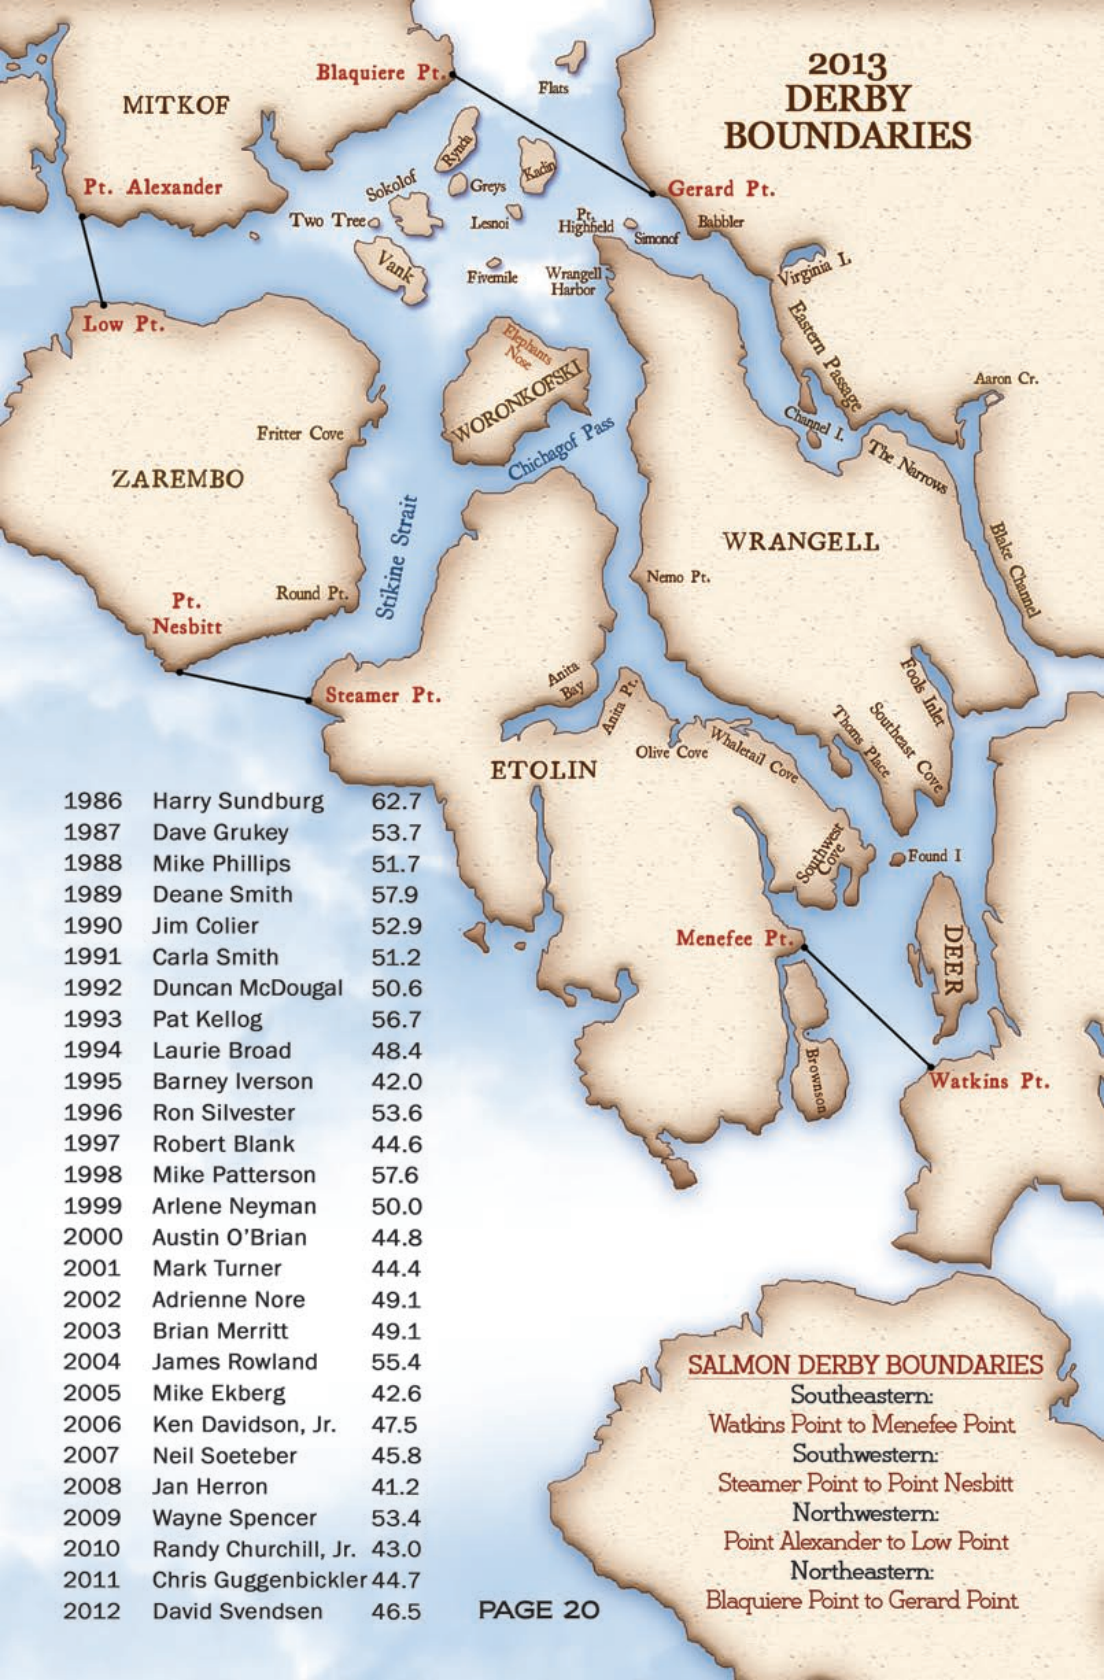 2013
DERBY
BOUNDARIES
Blaquiere Pt.
Flats
MITKOF
Rynda
Kadin
Pt. Alexander
Sokolof
Greys
Gerard Pt.
Two Tree
Lesnoi
Pt.
Highfield
Simonof
Babbler
Vank
Fivemile
Wrangell
Harbor
Virginia L
Low Pt.
Elephants
Nose
WORONKOFSKI
Eastern Passage
Aaron Cr.
Fritter Cove
Chichagof Pass
Channel I.
The Narrows
ZAREMBO
Stikine Strait
WRANGELL
Blake Channel
Nemo Pt.
Round Pt.
Pt.
Nesbitt
Steamer Pt.
Anita
Bay
Anita Pt.
Fools Inlet
Southeast Cove
Thoms Place
Olive Cove
Whaletail Cove
ETOLIN
Southwest
Cove
Found I
Menefee Pt.
DEER
Brownson
Watkins Pt.
1986 Harry Sundburg 62.7
1987 Dave Grukey 53.7
1988 Mike Phillips 51.7
1989 Deane Smith 57.9
1990 Jim Colier 52.9
1991 Carla Smith 51.2
1992 Duncan McDougal 50.6
1993 Pat Kellog 56.7
1994 Laurie Broad 48.4
1995 Barney Iverson 42.0
1996 Ron Silvester 53.6
1997 Robert Blank 44.6
1998 Mike Patterson 57.6
1999 Arlene Neyman 50.0
2000 Austin O'Brian 44.8
2001 Mark Turner 44.4
2002 Adrienne Nore 49.1
2003 Brian Merritt 49.1
2004 James Rowland 55.4
2005 Mike Ekberg 42.6
2006 Ken Davidson, Jr. 47.5
2007 Neil Soeteber 45.8
2008 Jan Herron 41.2
2009 Wayne Spencer 53.4
2010 Randy Churchill, Jr. 43.0
2011 Chris Guggenbickler 44.7
2012 David Svendsen 46.5
PAGE 20
SALMON DERBY BOUNDARIES
Southeastern:
Watkins Point to Menefee Point
Southwestern:
Steamer Point to Point Nesbitt
Northwestern:
Point Alexander to Low Point
Northeastern:
Blaquiere Point to Gerard Point